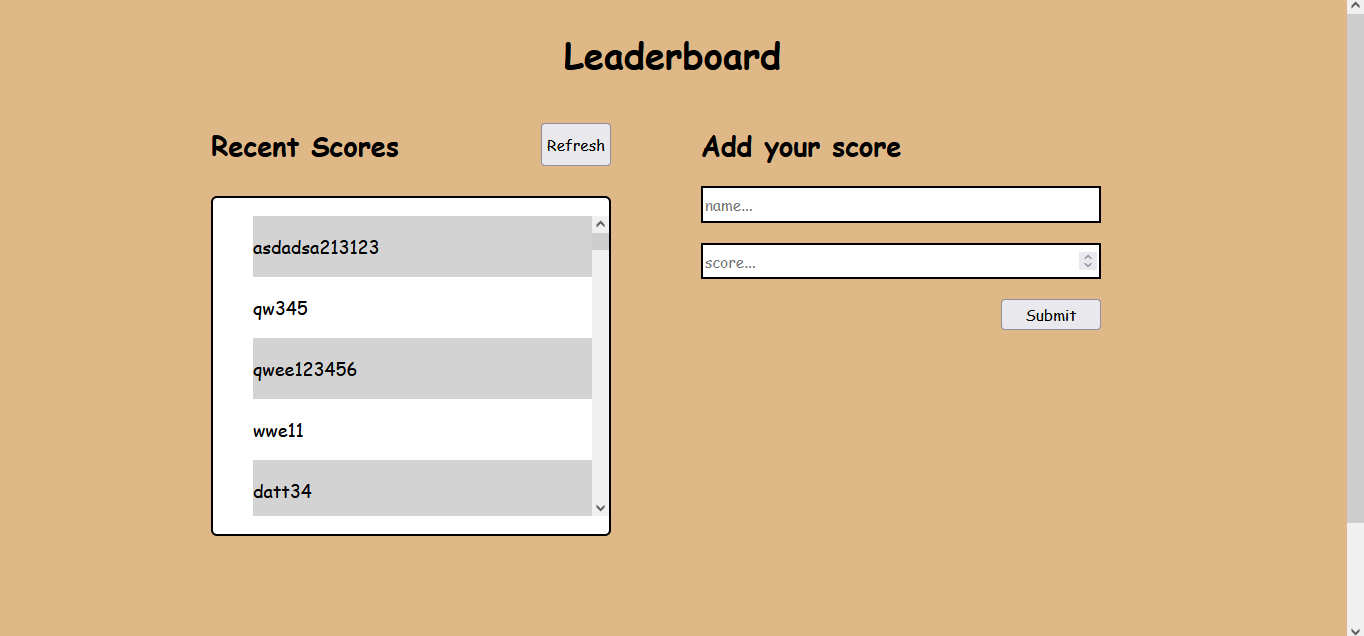 Leaderboard
Recent Scores
Refresh
asdadsa213123
qw345
qwee123456
wwe11
datt34
Add your score
name...
score...
Submit